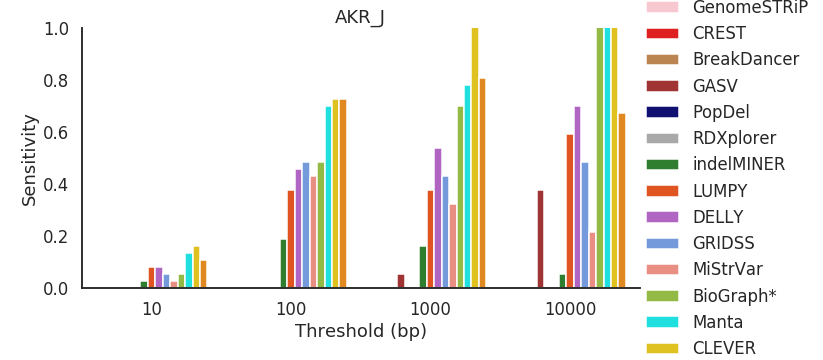 AKR_J
Sensitivity
1.0
0.8
0.6
0.4
0.2
0.0
10
100
1000
10000
Threshold (bp)
GenomeSTRiP
CREST
BreakDancer
GASV
PopDel
RDXplorer
indelMINER
LUMPY
DELLY
GRIDSS
MiStrVar
BioGraph*
Manta
CLEVER